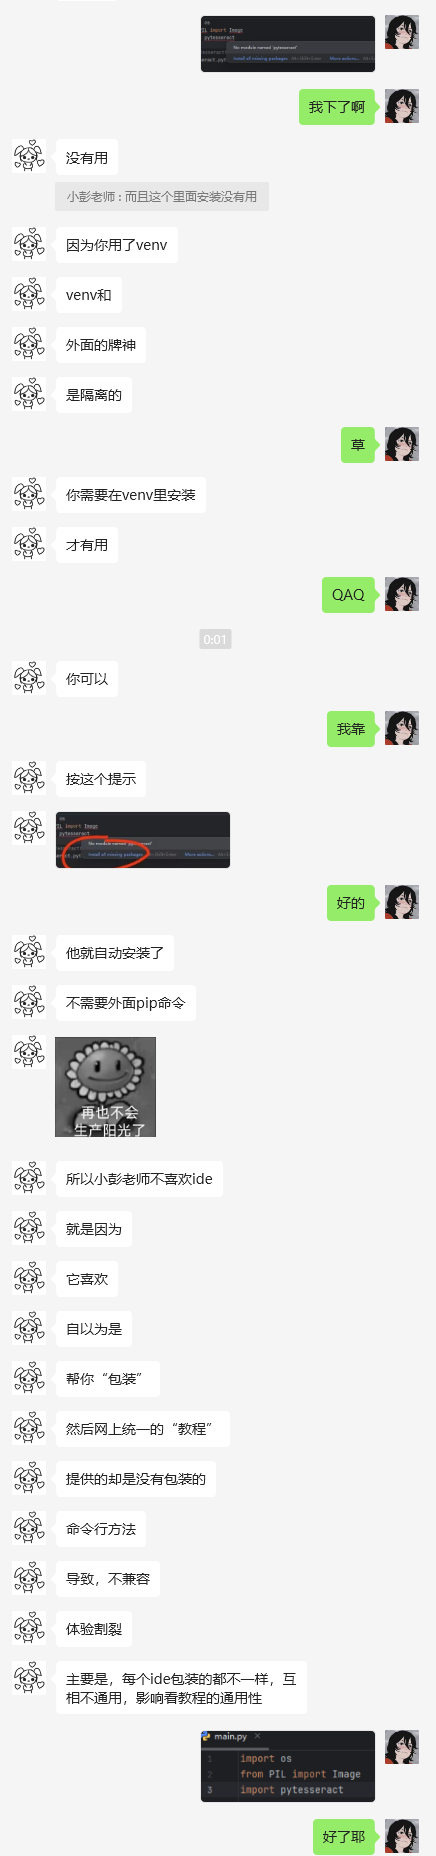 os
IL import Image
pytesseract
No module named 'pytesseract'
Install all missing packages
More actions...
我下了啊
没有用
小彭老师 : 而且这个里面安装没有用
因为你用了venv
venv和
外面的牌神
是隔离的
草
你需要在venv里安装
才有用
QAQ
0:01
你可以
我靠
按这个提示
os
IL import Image
pytesseract
No module named 'pytesseract'
Install all missing packages
More actions...
好的
他就自动安装了
不需要外面pip命令
再也不会
生产阳光了
所以小彭老师不喜欢ide
就是因为
它喜欢
自以为是
帮你“包装”
然后网上统一的“教程”
提供的却是没有包装的
命令行方法
导致，不兼容
体验割裂
主要是，每个ide包装的都不一样，互
相不通用，影响看教程的通用性
main.py ×
1 import os
2 from PIL import Image
3 import pytesseract
好了耶